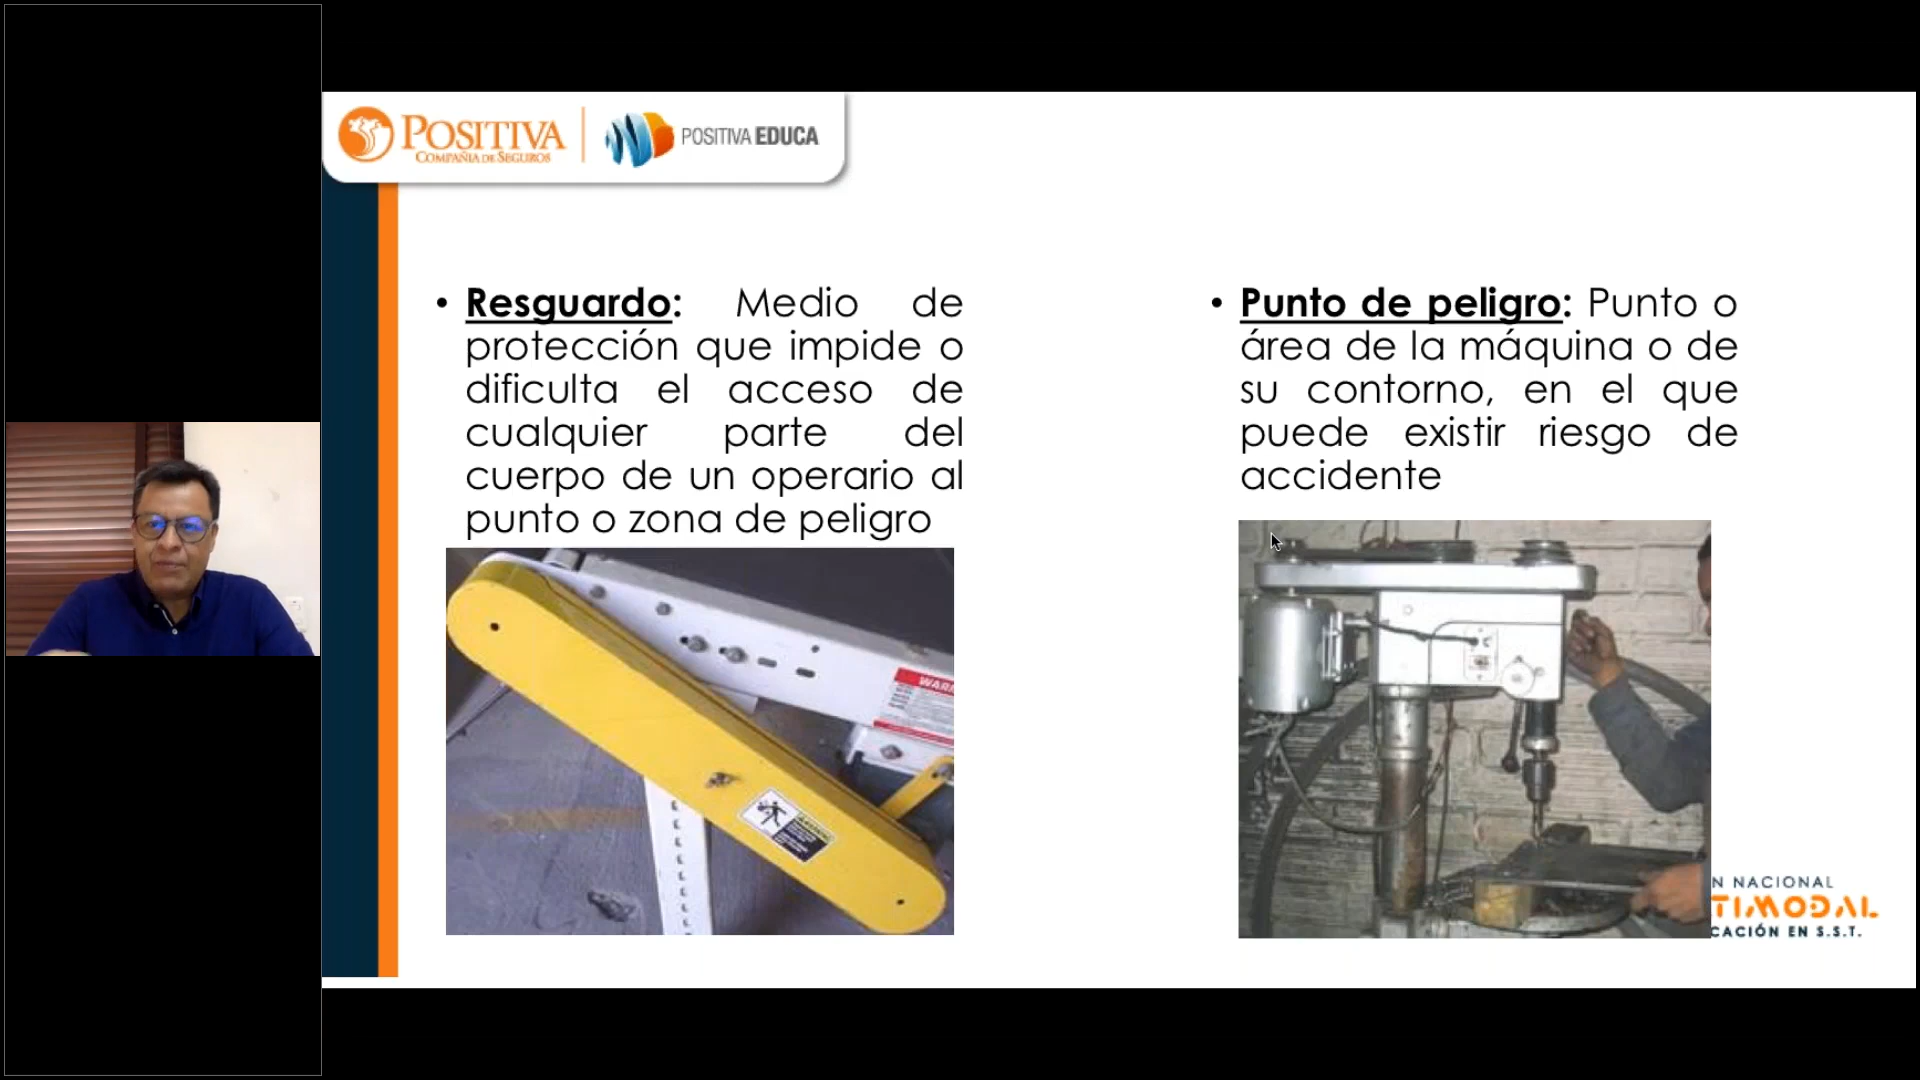 POSITIVA
COMPAÑÍA DE SEGUROS
POSITIVA EDUCA
• Resguardo: Medio de
protección que impide o
dificulta el acceso de
cualquier parte del
cuerpo de un operario al
punto o zona de peligro
• Punto de peligro: Punto o
área de la máquina o de
su contorno, en el que
puede existir riesgo de
accidente
WARN
N NACIONAL
TIMODAL
CACIÓN EN S.S.T.